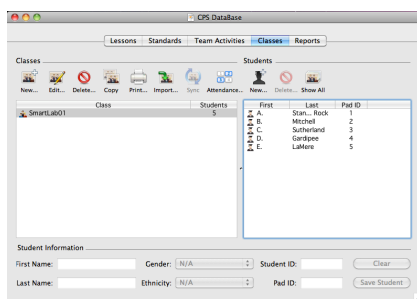 CPS DataBase
Lessons Standards Team Activities Classes Reports
Classes Students
New... Edit... Delete... Copy Print... Import... Sync Attendance... New... Delete... Show All
Class Students
SmartLab01 5
First Last Pad ID
A. Stan... Rock 1
B. Mitchell 2
C. Sutherland 3
D. Gardipee 4
E. LaMere 5
Student Information
First Name: Gender: N/A Student ID: Clear
Last Name: Ethnicity: N/A Pad ID: Save Student